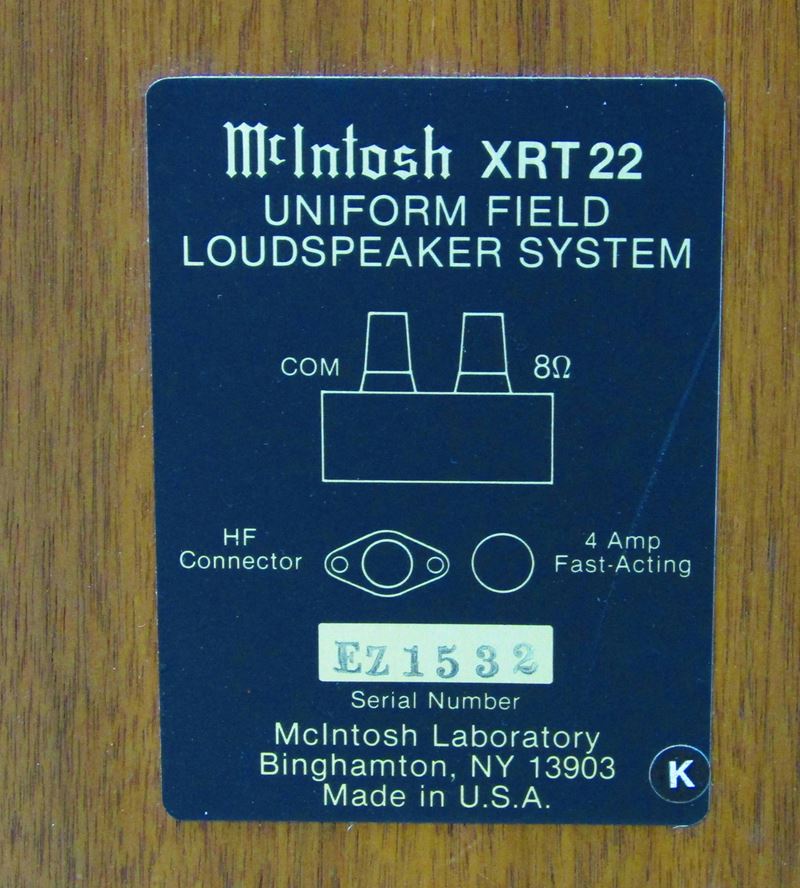 McIntosh XRT22
UNIFORM FIELD
LOUDSPEAKER SYSTEM
COM 8Ω
HF
Connector
4 Amp
Fast-Acting
EZ1532
Serial Number
McIntosh Laboratory
Binghamton, NY 13903
Made in U.S.A.
K